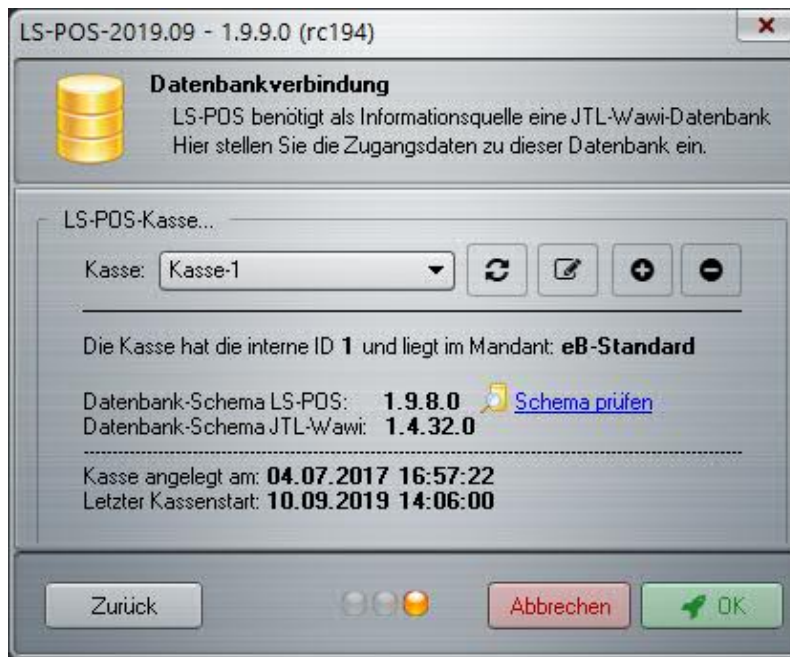 LS-POS-2019.09 - 1.9.9.0 (rc194)
Datenbankverbindung
LS-POS benötigt als Informationsquelle eine JTL-Wawi-Datenbank
Hier stellen Sie die Zugangsdaten zu dieser Datenbank ein.
LS-POS-Kasse...
Kasse: Kasse-1
Die Kasse hat die interne ID 1 und liegt im Mandant: eB-Standard
Datenbank-Schema LS-POS: 1.9.8.0 Schema prüfen
Datenbank-Schema JTL-Wawi: 1.4.32.0
Kasse angelegt am: 04.07.2017 16:57:22
Letzter Kassenstart: 10.09.2019 14:06:00
Zurück Abbrechen OK